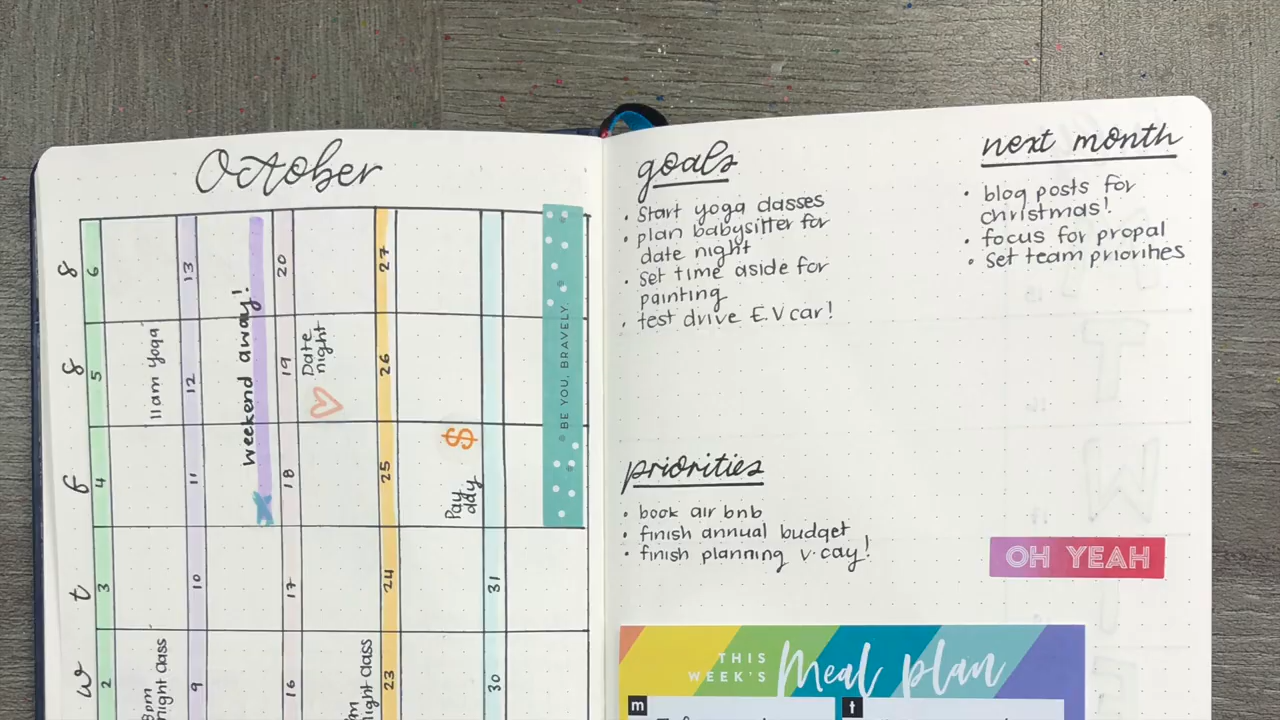 October
s
6
13
20
27
s
5
11am yoga
12
weekend away!
19
Date
night
26
f
4
11
18
25
Pay
day
$
t
3
10
17
24
31
w
2
8pm
night class
9
16
23
30
BE YOU, BRAVELY.
goals
• Start yoga classes
• plan babysitter for
date night
• set time aside for
painting
• test drive E.V car!
priorities
• book air bnb
• finish annual budget
• finish planning v.cay!
next month
• blog posts for
christmas!
• focus for propal
• set team priorities
OH YEAH
THIS
WEEK'S
Meal plan
m
t